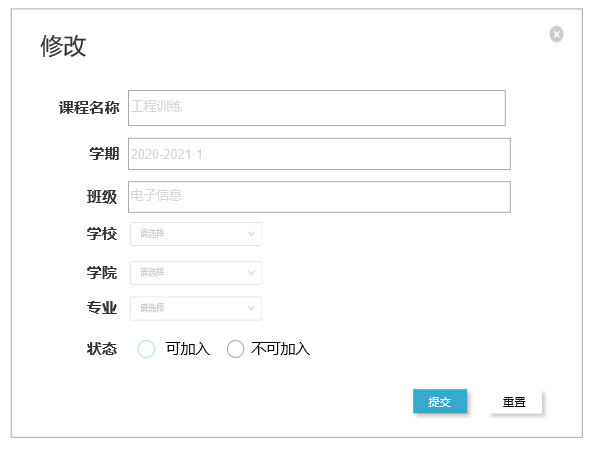 修改
x
课程名称 工程训练
学期 2020-2021-1
班级 电子信息
学校 请选择
学院 请选择
专业 请选择
状态 可加入 不可加入
提交 重置